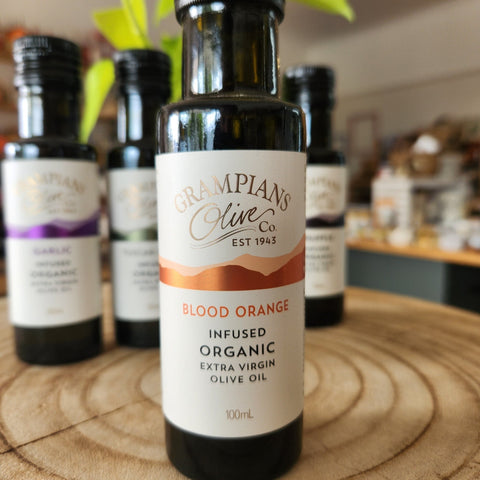 GRAMPIANS
Olive
Co.
EST 1943
BLOOD ORANGE
INFUSED
ORGANIC
EXTRA VIRGIN
OLIVE OIL
100mL
GRAMPIANS
Olive
GARLIC
INFUSED
ORGANIC
EXTRA VIRGIN
OLIVE OIL